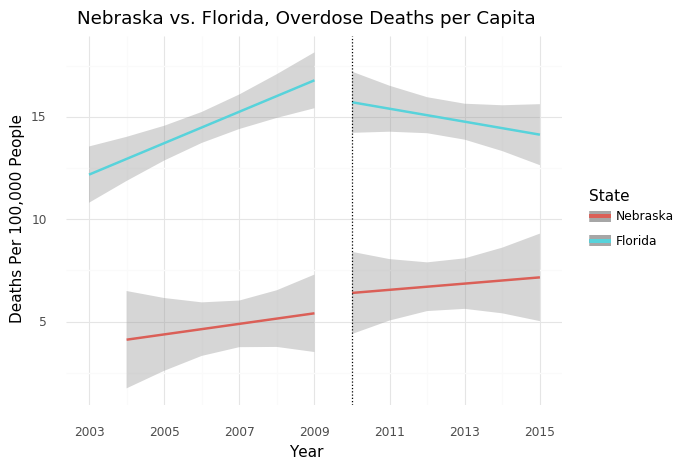 Nebraska vs. Florida, Overdose Deaths per Capita
Deaths Per 100,000 People
15
10
5
2003 2005 2007 2009 2011 2013 2015
Year
State
Nebraska
Florida